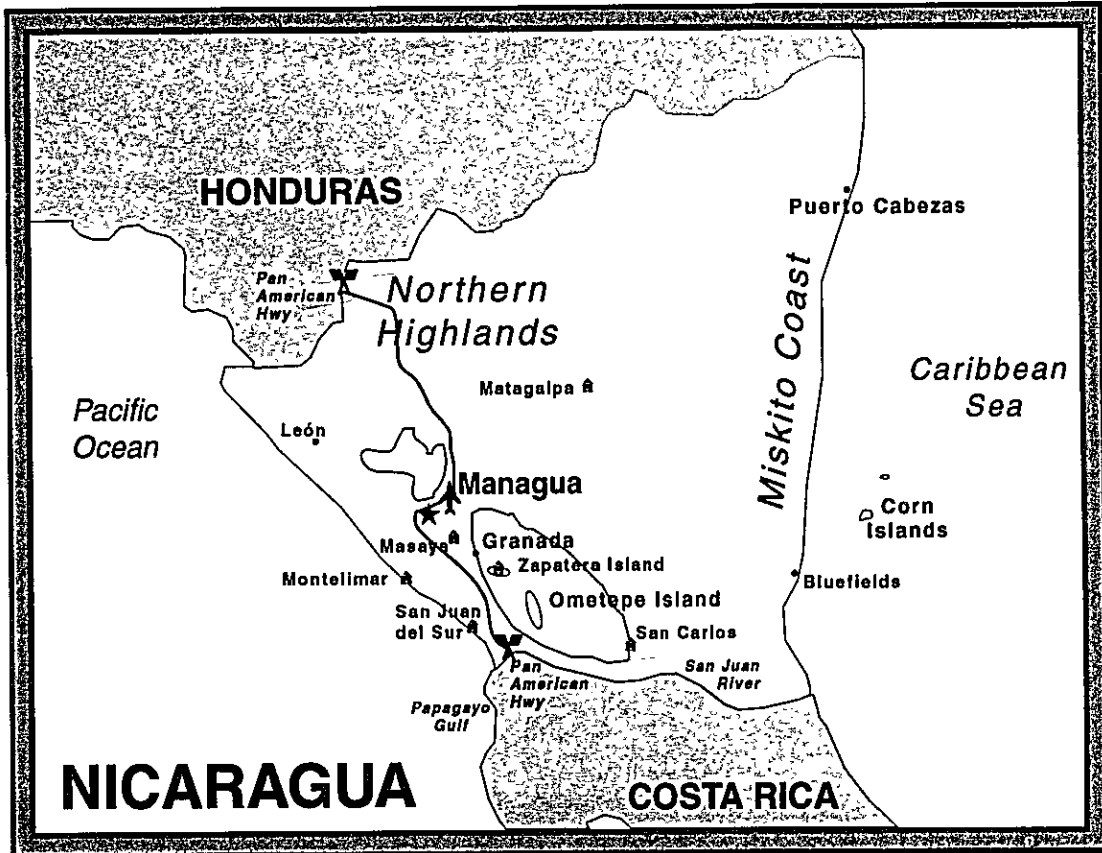 HONDURAS
Puerto Cabezas
Pan-
American
Hwy
Northern
Highlands
Miskito Coast
Caribbean
Sea
Matagalpa
Pacific
Ocean
León
Managua
Corn
Islands
Masaya
Granada
Zapatera Island
Montelimar
Bluefields
Ometepe Island
San Juan
del Sur
San Carlos
Pan
American
Hwy
San Juan
River
Papagayo
Gulf
NICARAGUA
COSTA RICA